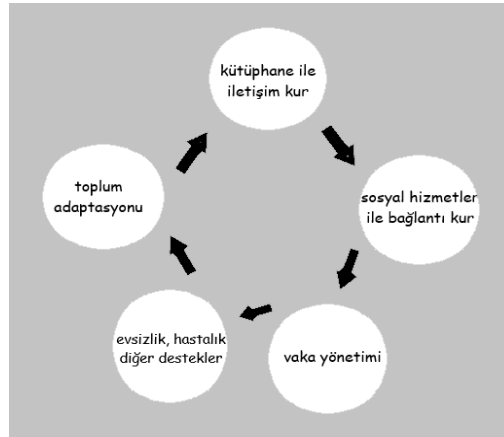 kütüphane ile
iletişim kur
sosyal hizmetler
ile bağlantı kur
vaka yönetimi
evsizlik, hastalık
diğer destekler
toplum
adaptasyonu